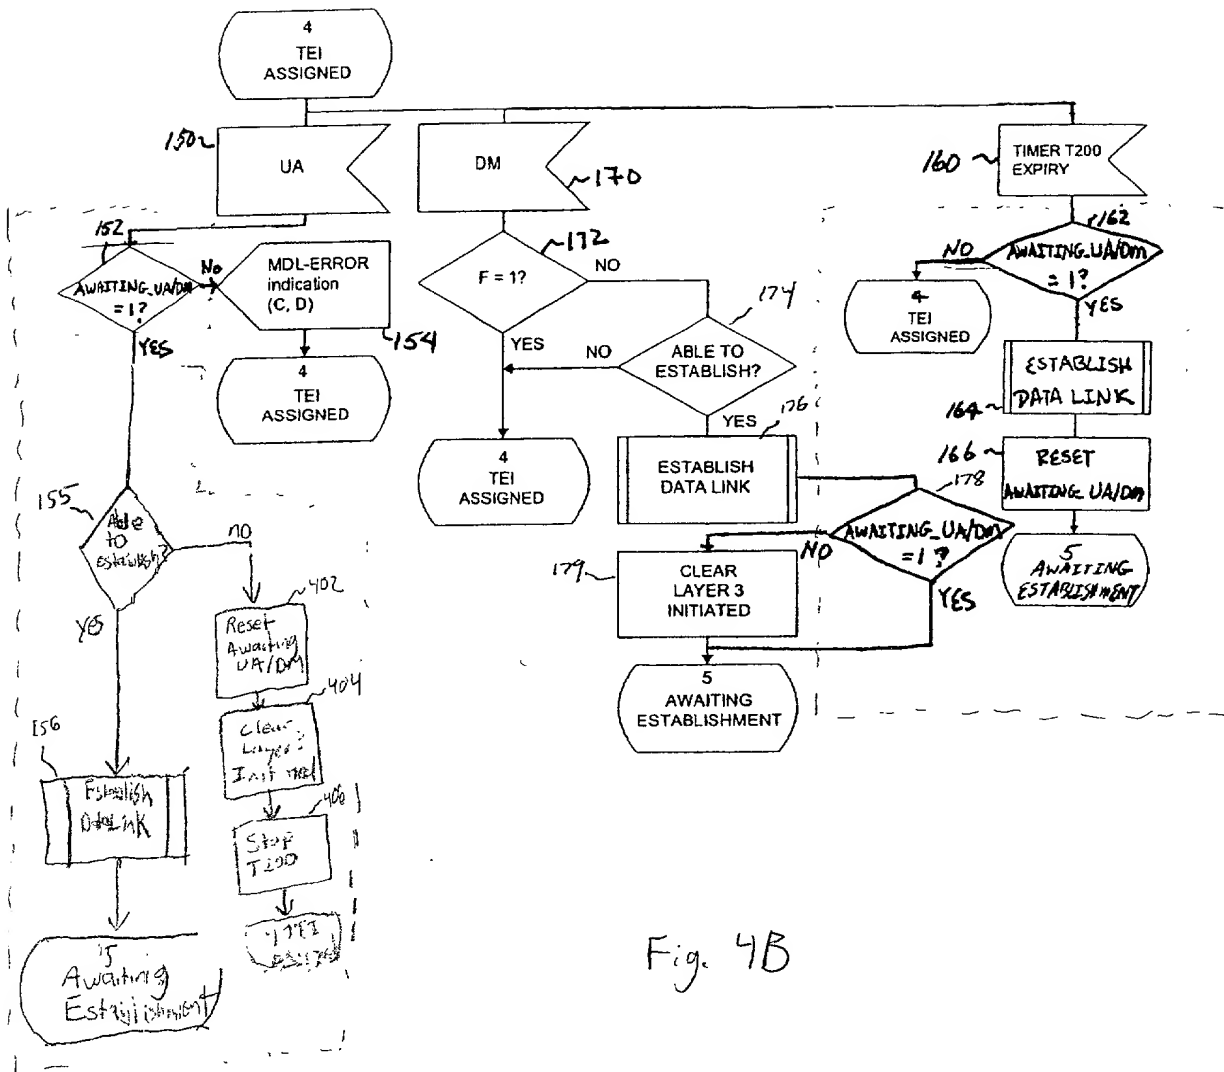 4
TEI
ASSIGNED
150
UA
DM
170
160
TIMER T200
EXPIRY
152
AWAITING_UA/DM
=1?
No
YES
MDL-ERROR
indication
(C, D)
154
4
TEI
ASSIGNED
172
F = 1?
NO
YES
174
ABLE TO
ESTABLISH?
NO
YES
4
TEI
ASSIGNED
176
ESTABLISH
DATA LINK
162
AWAITING_UA/DM
=1?
NO
YES
4
TEI
ASSIGNED
ESTABLISH
DATA LINK
164
166
RESET
AWAITING_UA/DM
5
AWAITING
ESTABLISHMENT
178
AWAITING_UA/DM
=1?
NO
YES
179
CLEAR
LAYER 3
INITIATED
5
AWAITING
ESTABLISHMENT
155
Able
to
Establish?
no
yes
402
Reset
Awaiting
UA/DM
404
Clear
Layer 3
406
Stop
T200
4 TEI
156
Establish
Data Link
5
Awaiting
Establishment
Fig. 4B